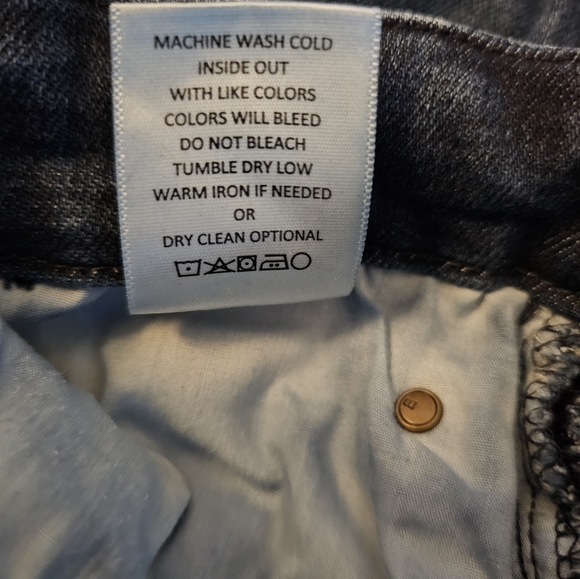 MACHINE WASH COLD
INSIDE OUT
WITH LIKE COLORS
COLORS WILL BLEED
DO NOT BLEACH
TUMBLE DRY LOW
WARM IRON IF NEEDED
OR
DRY CLEAN OPTIONAL